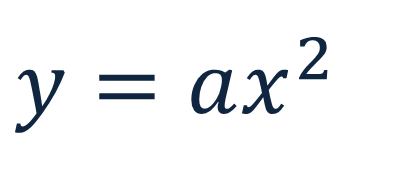 y = ax²